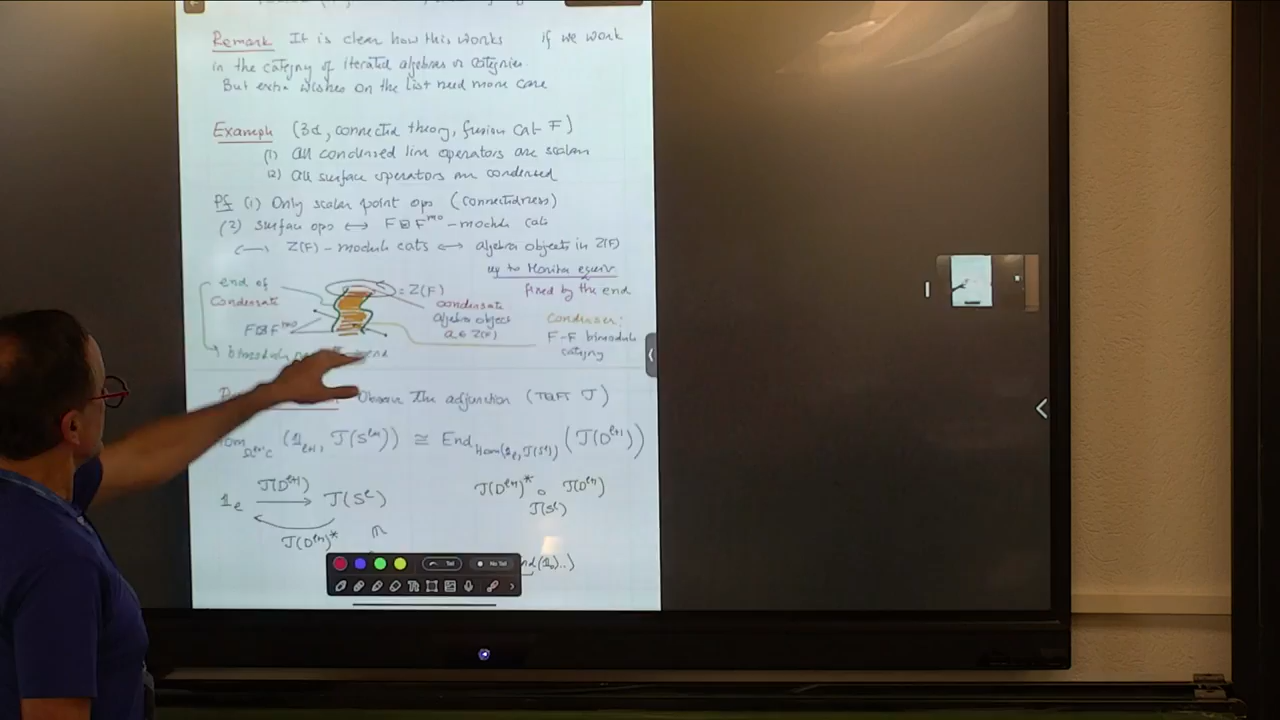 Remark It is clear how this works if we work
in the category of iterated algebras or categories.
But extra wishes on the list need more care
Example (3d, connected theory, fusion cat F)
(1) All condensed line operators are scalar
(2) All surface operators are condensed
Pf (1) Only scalar point ops (connectedness)
(2) surface ops ↔ F⊠F^mo - module cats
↔ Z(F) - module cats ↔ algebra objects in Z(F)
up to Morita equiv
end of = Z(F) fixed by the end
Condensate condensate
algebra object Condenser:
F⊠F^mo a ∈ Z(F) F-F bimodule
bimodule end category
Observe the adjunction (TQFT J)
Hom_{Ω^{l+1}C} (1_{l+1}, J(S^{l+1})) ≅ End_{Hom(1_l, J(S^l))} (J(D^{l+1}))
1_l J(D^{l+1}) → J(S^l) J(D^{l+1})* ∘ J(D^{l+1})
J(S^l)
J(D^{l+1})*